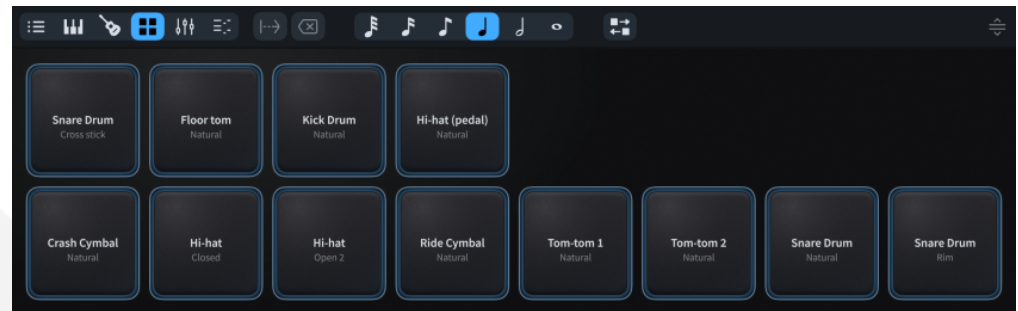 Snare Drum
Cross stick
Floor tom
Natural
Kick Drum
Natural
Hi-hat (pedal)
Natural
Crash Cymbal
Natural
Hi-hat
Closed
Hi-hat
Open 2
Ride Cymbal
Natural
Tom-tom 1
Natural
Tom-tom 2
Natural
Snare Drum
Natural
Snare Drum
Rim